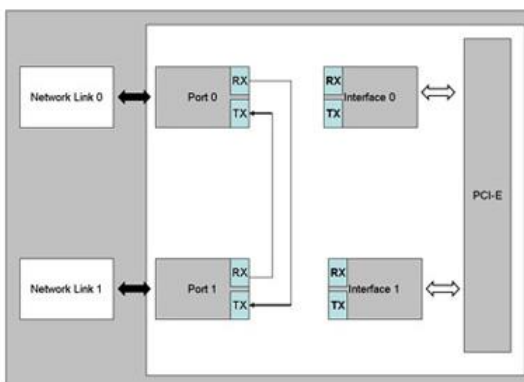 Network Link 0
Port 0
RX
TX
RX
TX
Interface 0
PCI-E
Network Link 1
Port 1
RX
TX
RX
TX
Interface 1